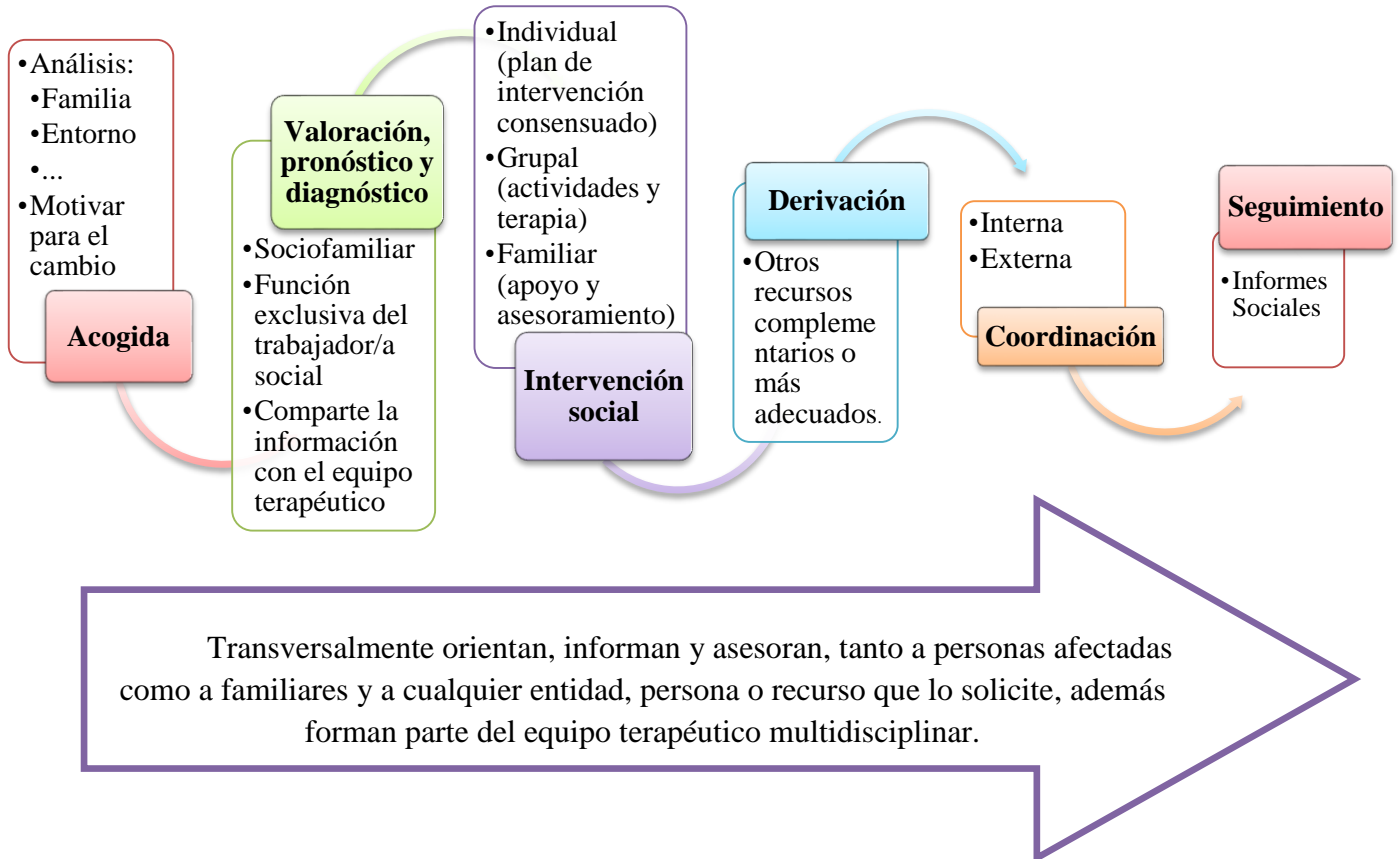 •Análisis:
•Familia
•Entorno
•...
•Motivar
para el
cambio
Acogida
Valoración,
pronóstico y
diagnóstico
•Sociofamiliar
•Función
exclusiva del
trabajador/a
social
•Comparte la
información
con el equipo
terapéutico
•Individual
(plan de
intervención
consensuado)
•Grupal
(actividades y
terapia)
•Familiar
(apoyo y
asesoramiento)
Intervención
social
Derivación
•Otros
recursos
compleme
ntarios o
más
adecuados.
•Interna
•Externa
Coordinación
Seguimiento
•Informes
Sociales
Transversalmente orientan, informan y asesoran, tanto a personas afectadas
como a familiares y a cualquier entidad, persona o recurso que lo solicite, además
forman parte del equipo terapéutico multidisciplinar.